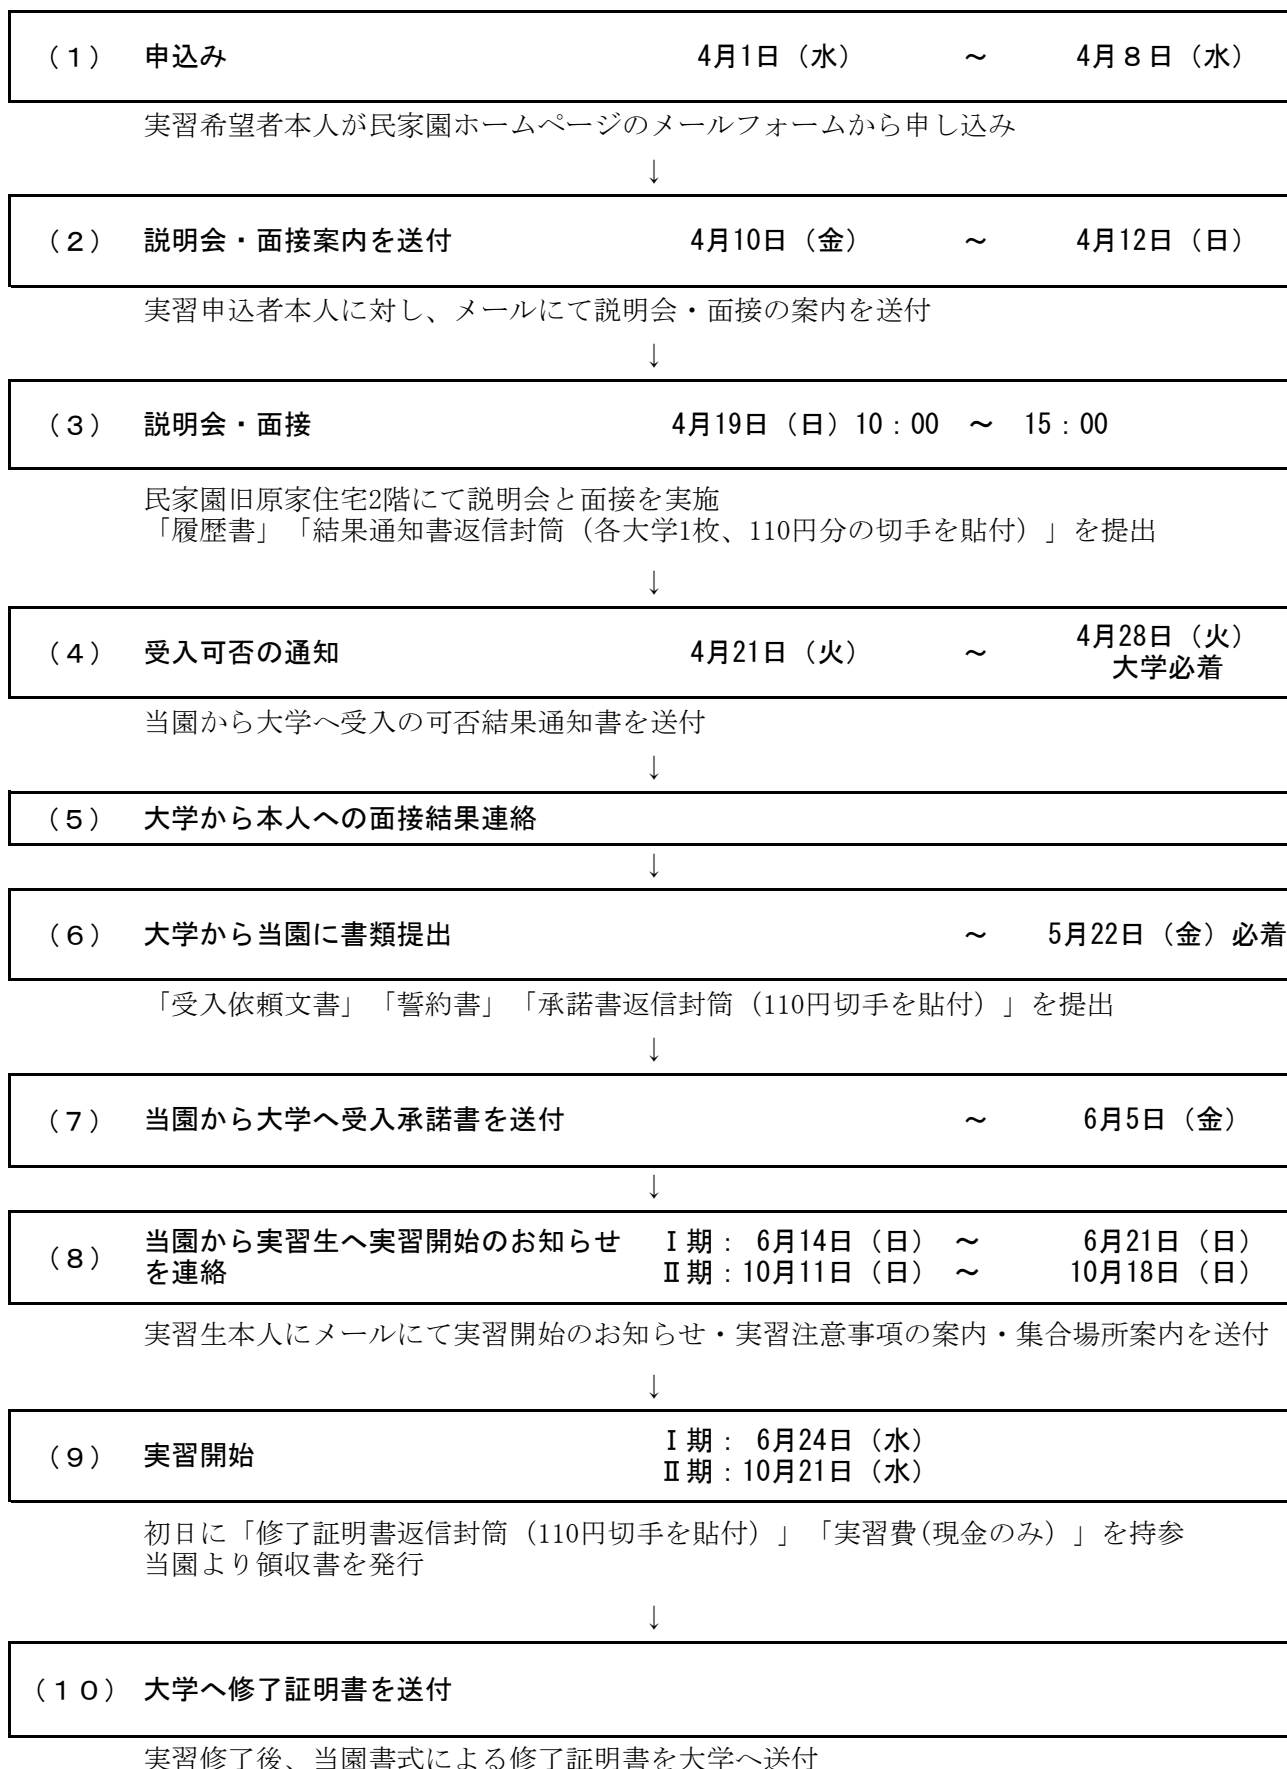 （１）　申込み　4月1日（水）　～　4月８日（水）
実習希望者本人が民家園ホームページのメールフォームから申し込み
↓
（２）　説明会・面接案内を送付　4月10日（金）　～　4月12日（日）
実習申込者本人に対し、メールにて説明会・面接の案内を送付
↓
（３）　説明会・面接　4月19日（日）10：00　～　15：00
民家園旧原家住宅2階にて説明会と面接を実施
「履歴書」「結果通知書返信封筒（各大学1枚、110円分の切手を貼付）」を提出
↓
（４）　受入可否の通知　4月21日（火）　～　4月28日（火）
大学必着
当園から大学へ受入の可否結果通知書を送付
↓
（５）　大学から本人への面接結果連絡
↓
（６）　大学から当園に書類提出　～　5月22日（金）必着
「受入依頼文書」「誓約書」「承諾書返信封筒（110円切手を貼付）」を提出
↓
（７）　当園から大学へ受入承諾書を送付　～　6月5日（金）
↓
（８）　当園から実習生へ実習開始のお知らせ　Ⅰ期： 6月14日（日）　～　6月21日（日）
を連絡　Ⅱ期：10月11日（日）　～　10月18日（日）
実習生本人にメールにて実習開始のお知らせ・実習注意事項の案内・集合場所案内を送付
↓
（９）　実習開始　Ⅰ期： 6月24日（水）
Ⅱ期：10月21日（水）
初日に「修了証明書返信封筒（110円切手を貼付）」「実習費(現金のみ）」を持参
当園より領収書を発行
↓
（１０）　大学へ修了証明書を送付
実習修了後、当園書式による修了証明書を大学へ送付